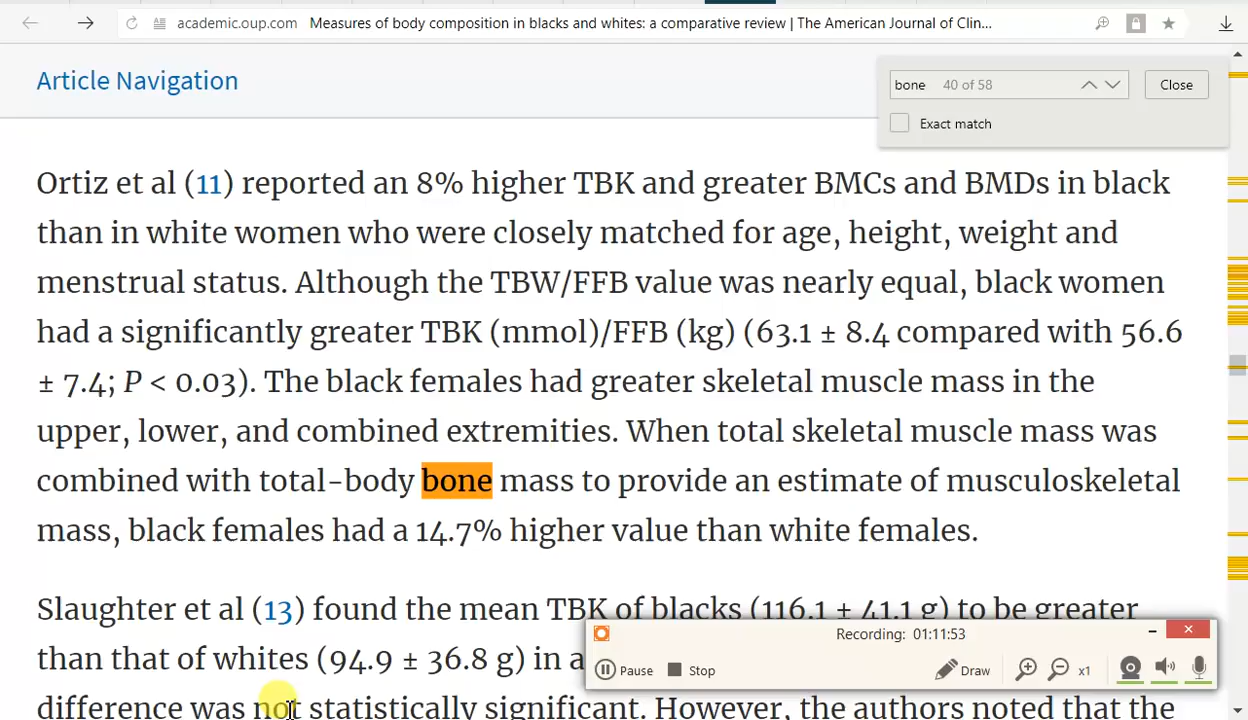 academic.oup.com Measures of body composition in blacks and whites: a comparative review | The American Journal of Clin...
Article Navigation
bone 40 of 58
Close
Exact match
Ortiz et al (11) reported an 8% higher TBK and greater BMCs and BMDs in black
than in white women who were closely matched for age, height, weight and
menstrual status. Although the TBW/FFB value was nearly equal, black women
had a significantly greater TBK (mmol)/FFB (kg) (63.1 ± 8.4 compared with 56.6
± 7.4; P < 0.03). The black females had greater skeletal muscle mass in the
upper, lower, and combined extremities. When total skeletal muscle mass was
combined with total-body bone mass to provide an estimate of musculoskeletal
mass, black females had a 14.7% higher value than white females.
Slaughter et al (13) found the mean TBK of blacks (116.1 ± 41.1 g) to be greater
than that of whites (94.9 ± 36.8 g) in a
difference was not statistically significant. However, the authors noted that the
Recording: 01:11:53
Pause Stop Draw x1